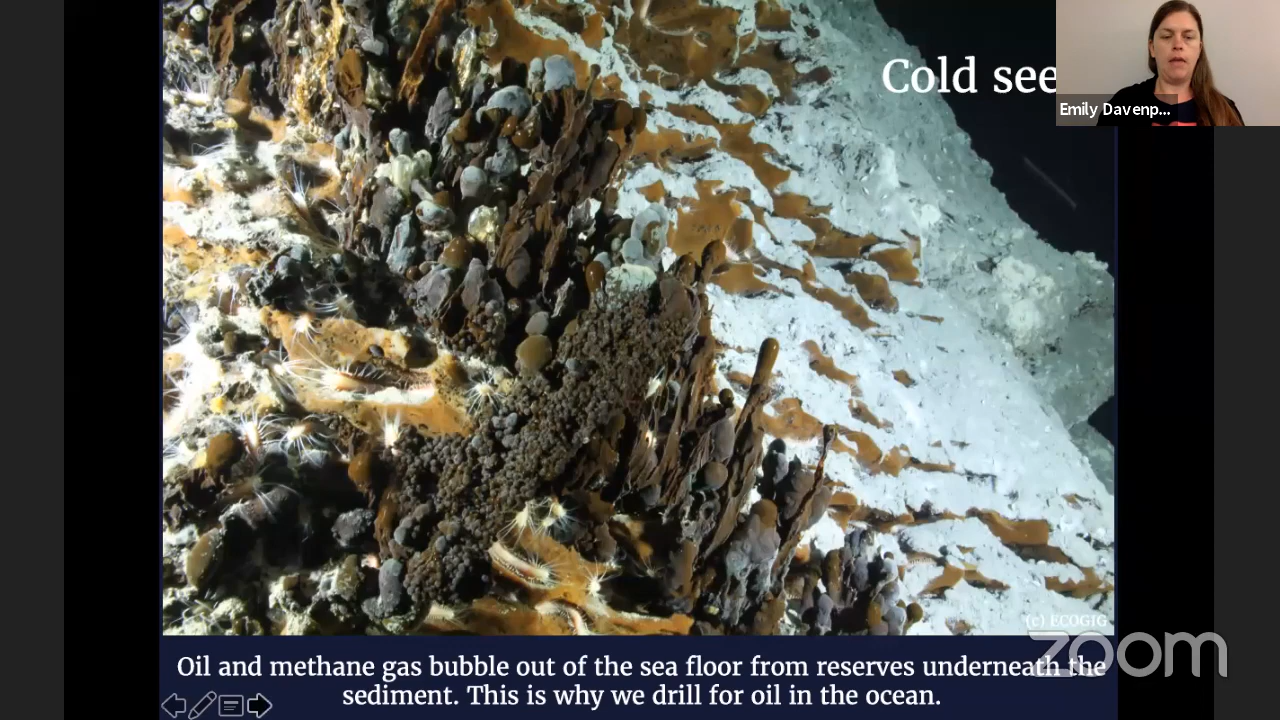 Cold see
Emily Davenp...
(c) ECOGIG
zoom
Oil and methane gas bubble out of the sea floor from reserves underneath the
sediment. This is why we drill for oil in the ocean.